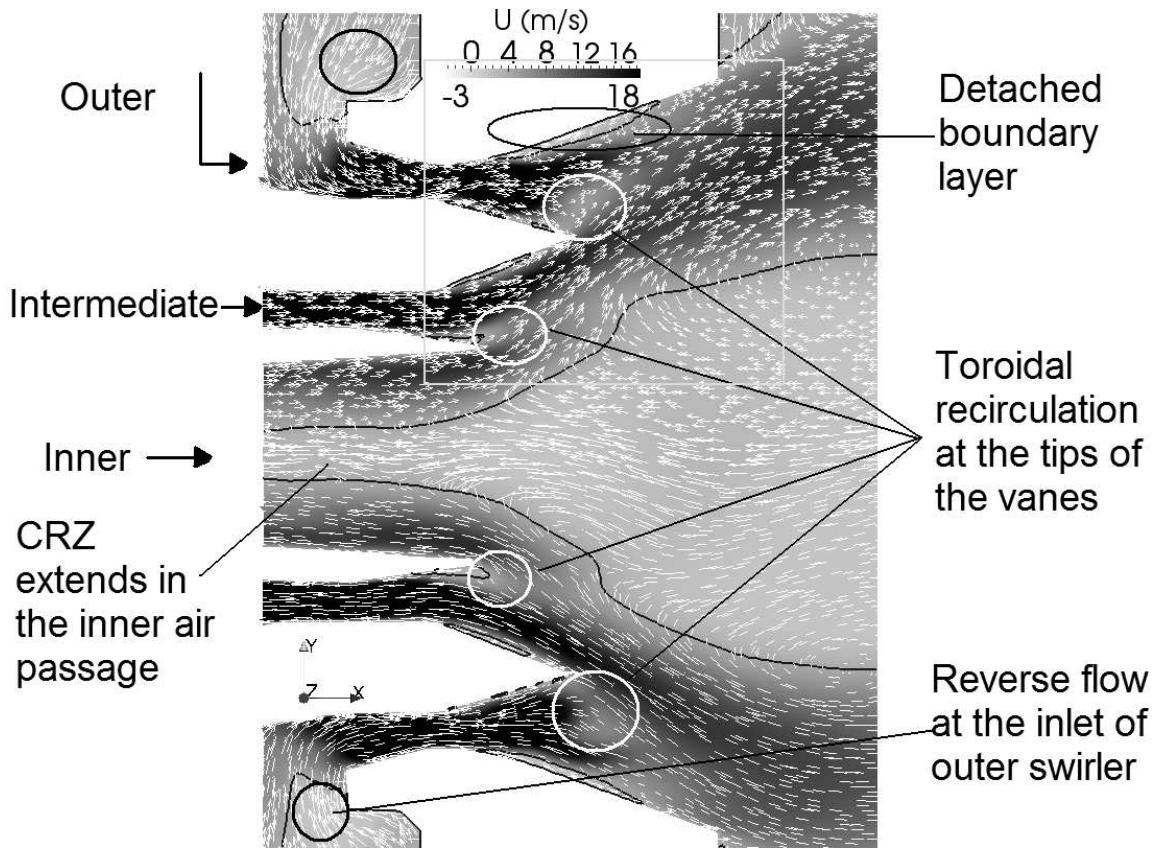 U (m/s)
0 4 8 12 16
-3 18
Outer
Detached
boundary
layer
Intermediate
Toroidal
recirculation
at the tips of
the vanes
Inner
CRZ
extends in
the inner air
passage
Y
Z X
Reverse flow
at the inlet of
outer swirler